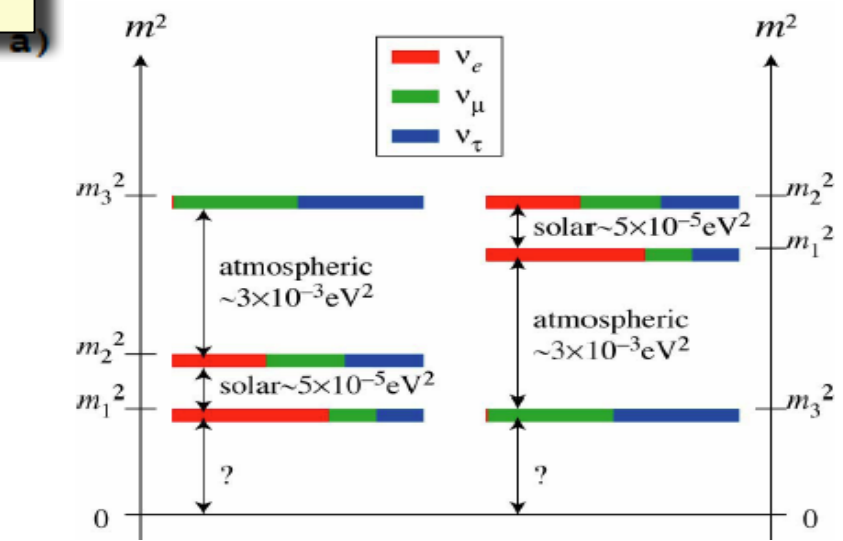 a)
m²
m²
νₑ
ν_μ
ν_τ
m₃²
m₂²
solar~5×10⁻⁵eV²
m₁²
atmospheric
~3×10⁻³eV²
atmospheric
~3×10⁻³eV²
m₂²
solar~5×10⁻⁵eV²
m₁²
m₃²
?
?
0
0